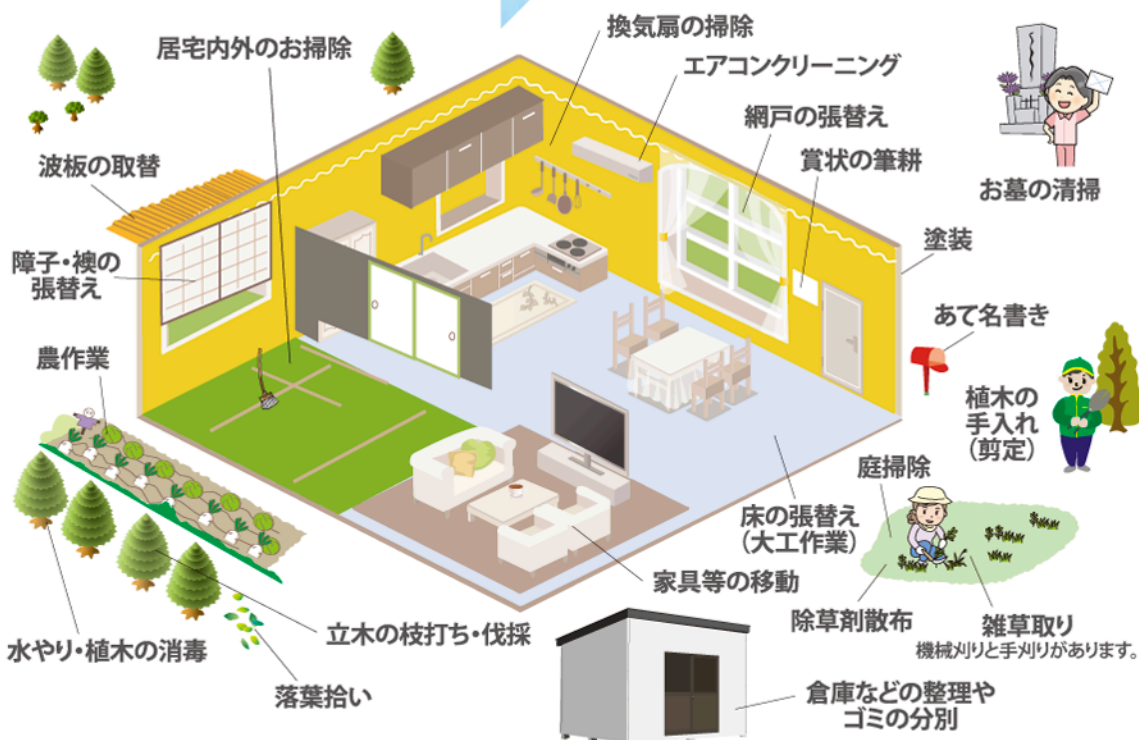 換気扇の掃除
居宅内外のお掃除
エアコンクリーニング
網戸の張替え
賞状の筆耕
波板の取替
お墓の清掃
塗装
障子・襖の
張替え
あて名書き
農作業
植木の
手入れ
（剪定）
庭掃除
床の張替え
（大工作業）
家具等の移動
除草剤散布
雑草取り
機械刈りと手刈りがあります。
立木の枝打ち・伐採
水やり・植木の消毒
落葉拾い
倉庫などの整理や
ゴミの分別